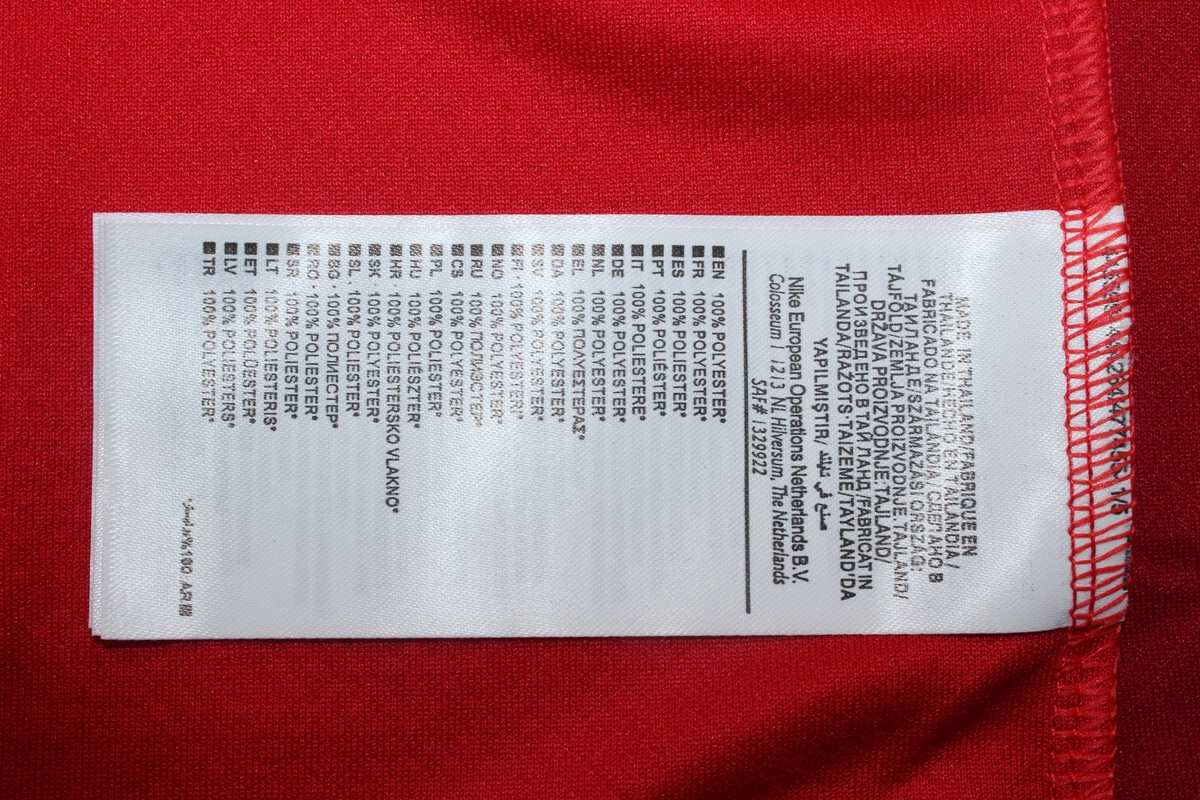 MADE IN THAILAND/FABRIQUE EN
THAILANDE/HECHO EN TAILANDIA/
FABRICADO NA TAILANDIA/СДЕЛАНО В
ТАИЛАНДЕ/SZÁRMAZÁSI ORSZÁG:
TÁJFÖLD/ZEMLJA PROIZVODNJE:TAJLAND/
DRŽAVA PROIZVODNJE:TAJLAND/
ПРОИЗВЕДЕНО В ТАЙЛАНД/FABRICAT IN
TAILANDA/RAŽOTS-TAIZEME/TAYLAND'DA
YAPILMIŞTIR/ صنع في تايلند
Nike European Operations Netherlands B.V.
Colosseum 1 1213 NL Hilversum, The Netherlands
SAF# 1329922
EN 100% POLYESTER*
FR 100% POLYESTER*
ES 100% POLIÉSTER*
PT 100% POLIÉSTER*
IT 100% POLIESTERE*
DE 100% POLYESTER*
NL 100% POLYESTER*
EL 100% ΠΟΛΥΕΣΤΕΡΑΣ*
DA 100% POLYESTER*
SV 100% POLYESTER*
FI 100% POLYESTERI*
NO 100% POLYESTER*
RU 100% ПОЛИЭСТЕР*
CS 100% POLYESTER*
PL 100% POLIESTER*
HU 100% POLIÉSZTER*
HR · 100% POLIESTERSKO VLAKNO*
SK · 100% POLYESTER*
SL · 100% POLIESTER*
BG · 100% ПОЛИЕСТЕР*
RO · 100% POLIESTER*
SR · 100% POLIESTER*
LT 100% POLIESTERIS*
ET 100% POLÜESTER*
LV 100% POLIESTERS*
TR 100% POLYESTER*
AR 100% بوليستر*